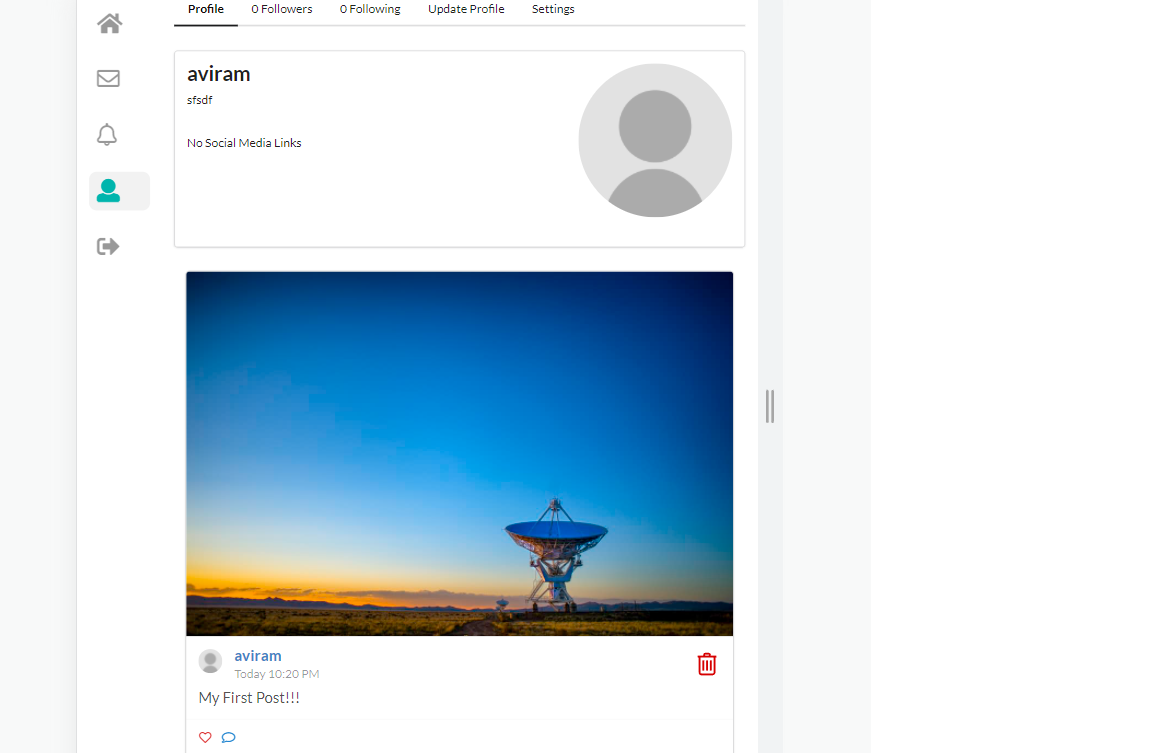 Profile 0 Followers 0 Following Update Profile Settings
aviram
sfsdf
No Social Media Links
aviram
Today 10:20 PM
My First Post!!!